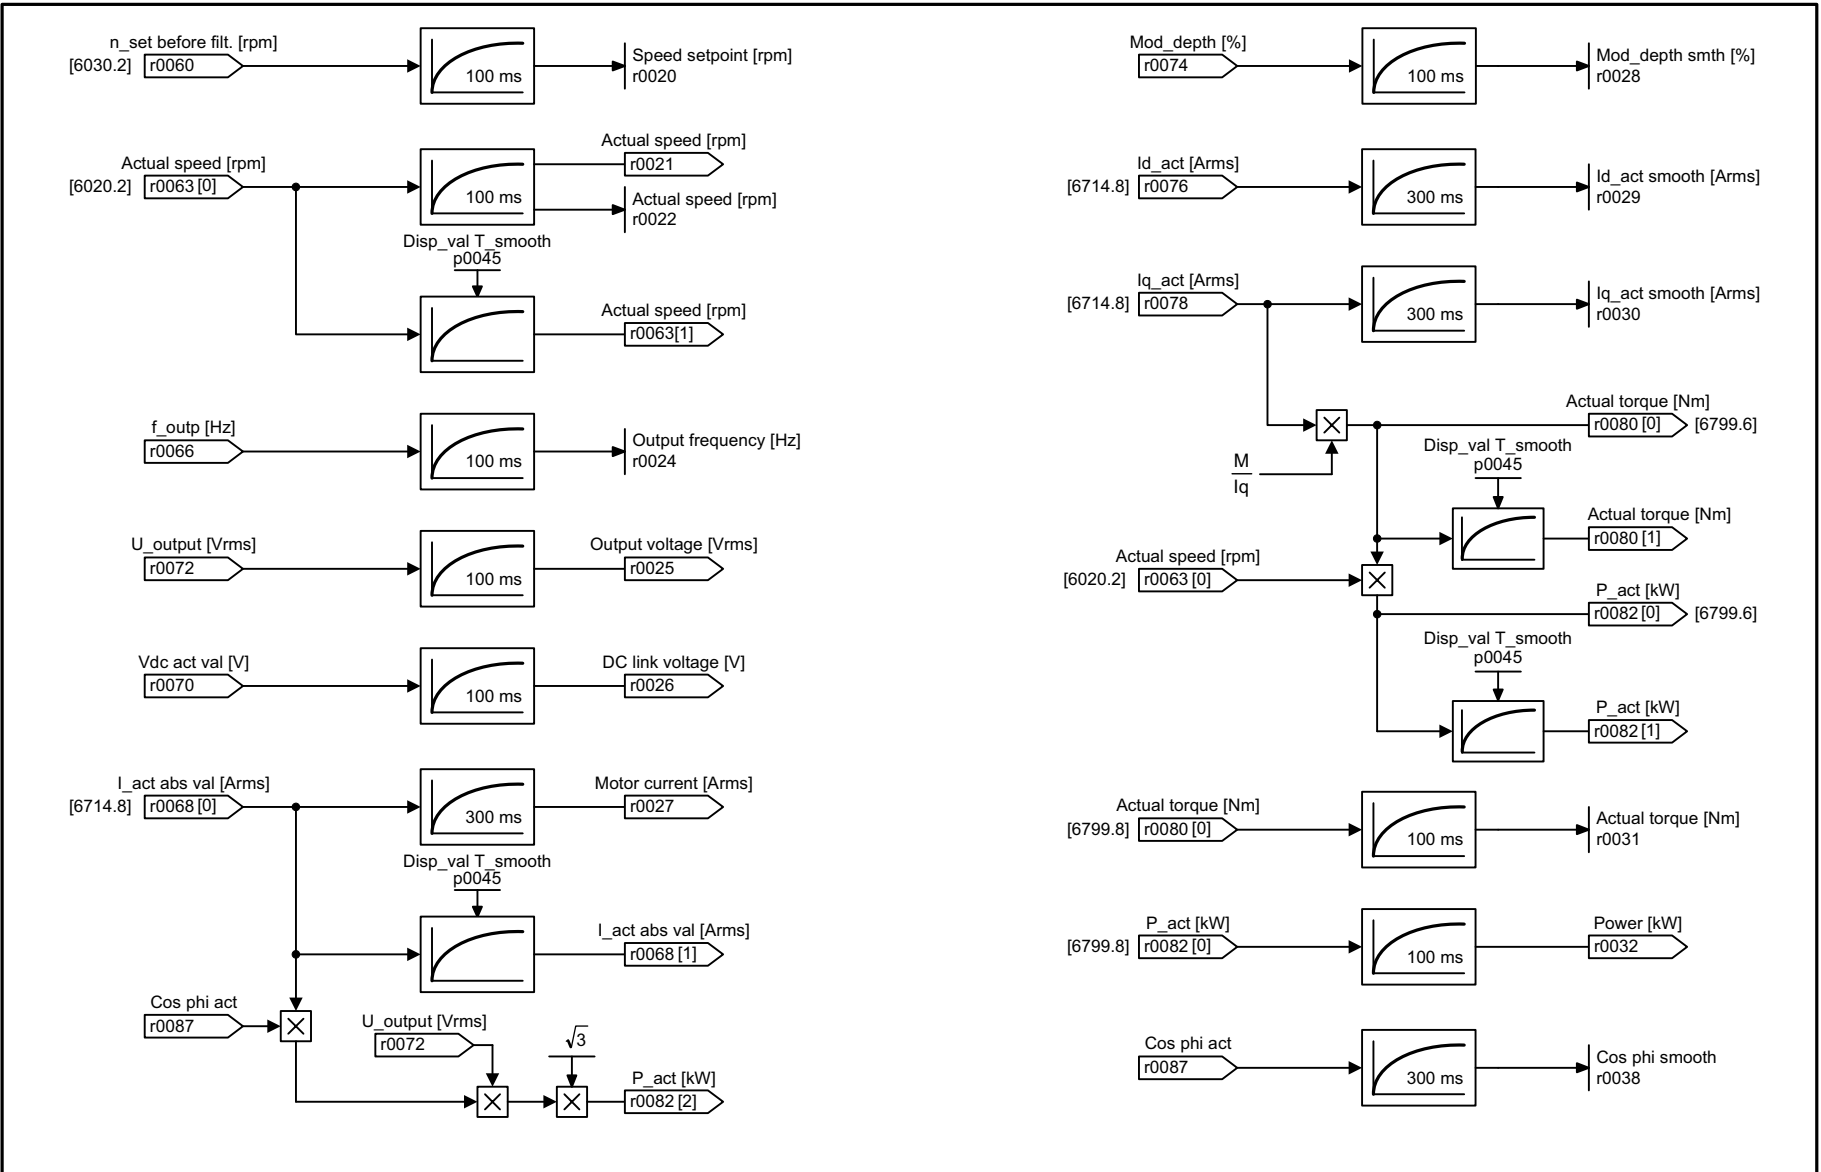 n_set before filt. [rpm]
[6030.2] r0060
100 ms
Speed setpoint [rpm]
r0020
Actual speed [rpm]
[6020.2] r0063 [0]
100 ms
Actual speed [rpm]
r0021
Actual speed [rpm]
r0022
Disp_val T_smooth
p0045
Actual speed [rpm]
r0063[1]
f_outp [Hz]
r0066
100 ms
Output frequency [Hz]
r0024
U_output [Vrms]
r0072
100 ms
Output voltage [Vrms]
r0025
Vdc act val [V]
r0070
100 ms
DC link voltage [V]
r0026
I_act abs val [Arms]
[6714.8] r0068 [0]
300 ms
Motor current [Arms]
r0027
Disp_val T_smooth
p0045
I_act abs val [Arms]
r0068 [1]
Cos phi act
r0087
U_output [Vrms]
r0072
√3
P_act [kW]
r0082 [2]
Mod_depth [%]
r0074
100 ms
Mod_depth smth [%]
r0028
Id_act [Arms]
[6714.8] r0076
300 ms
Id_act smooth [Arms]
r0029
Iq_act [Arms]
[6714.8] r0078
300 ms
Iq_act smooth [Arms]
r0030
M
Iq
Actual torque [Nm]
r0080 [0] [6799.6]
Disp_val T_smooth
p0045
Actual torque [Nm]
r0080 [1]
Actual speed [rpm]
[6020.2] r0063 [0]
P_act [kW]
r0082 [0] [6799.6]
Disp_val T_smooth
p0045
P_act [kW]
r0082 [1]
Actual torque [Nm]
[6799.8] r0080 [0]
100 ms
Actual torque [Nm]
r0031
P_act [kW]
[6799.8] r0082 [0]
100 ms
Power [kW]
r0032
Cos phi act
r0087
300 ms
Cos phi smooth
r0038